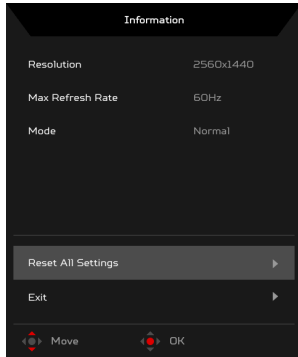 Information
Resolution 2560x1440
Max Refresh Rate 60Hz
Mode Normal
Reset All Settings
Exit
Move OK